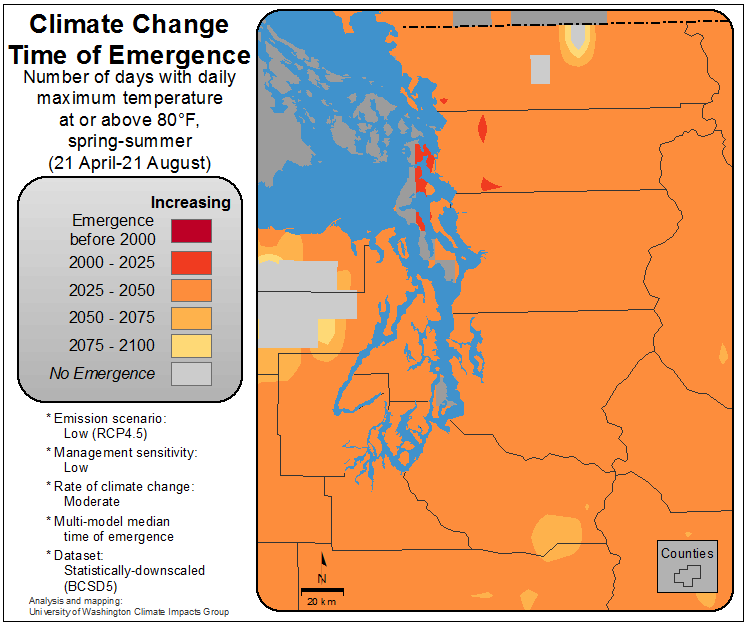 Climate Change
Time of Emergence
Number of days with daily
maximum temperature
at or above 80°F,
spring-summer
(21 April-21 August)
Increasing
Emergence
before 2000
2000 - 2025
2025 - 2050
2050 - 2075
2075 - 2100
No Emergence
* Emission scenario:
Low (RCP4.5)
* Management sensitivity:
Low
* Rate of climate change:
Moderate
* Multi-model median
time of emergence
* Dataset:
Statistically-downscaled
(BCSD5)
Analysis and mapping:
University of Washington Climate Impacts Group
N
20 km
Counties